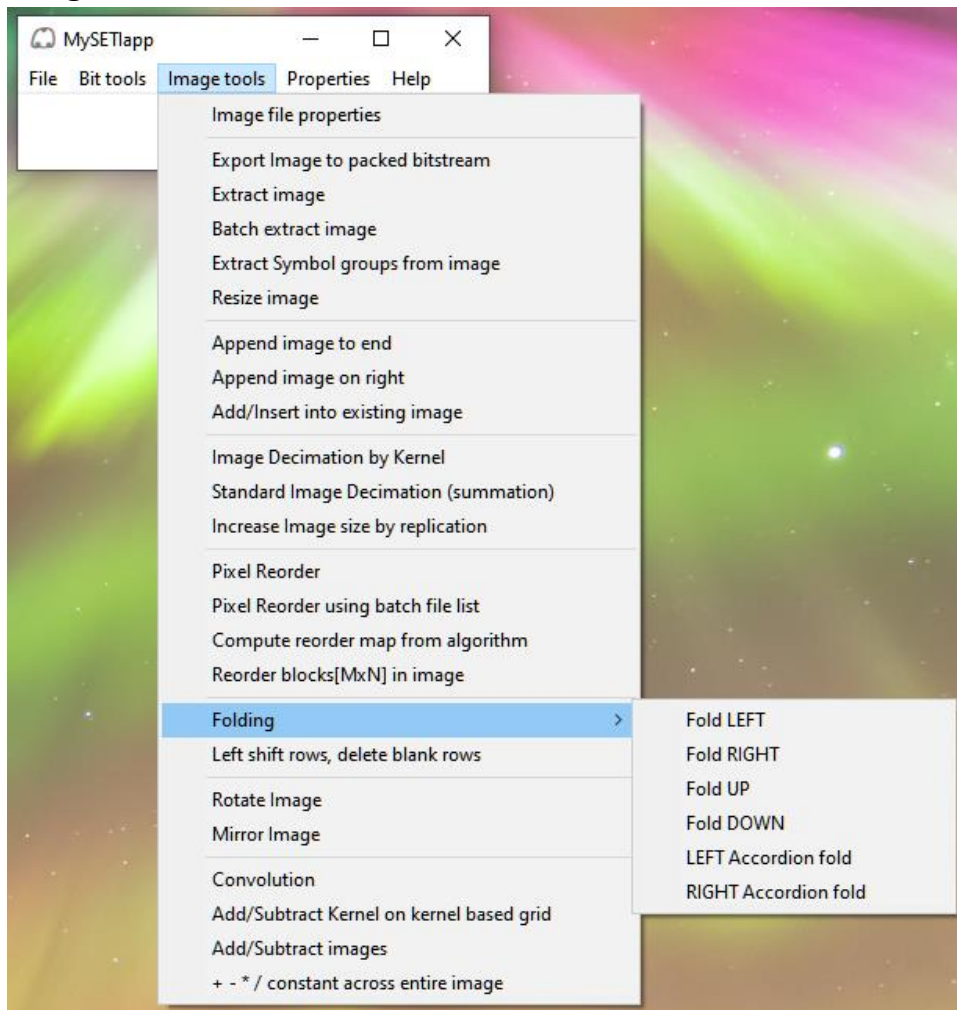 MySETIapp
File Bit tools Image tools Properties Help
Image file properties
Export Image to packed bitstream
Extract image
Batch extract image
Extract Symbol groups from image
Resize image
Append image to end
Append image on right
Add/Insert into existing image
Image Decimation by Kernel
Standard Image Decimation (summation)
Increase Image size by replication
Pixel Reorder
Pixel Reorder using batch file list
Compute reorder map from algorithm
Reorder blocks[MxN] in image
Folding
Left shift rows, delete blank rows
Rotate Image
Mirror Image
Convolution
Add/Subtract Kernel on kernel based grid
Add/Subtract images
+ - * / constant across entire image
Fold LEFT
Fold RIGHT
Fold UP
Fold DOWN
LEFT Accordion fold
RIGHT Accordion fold